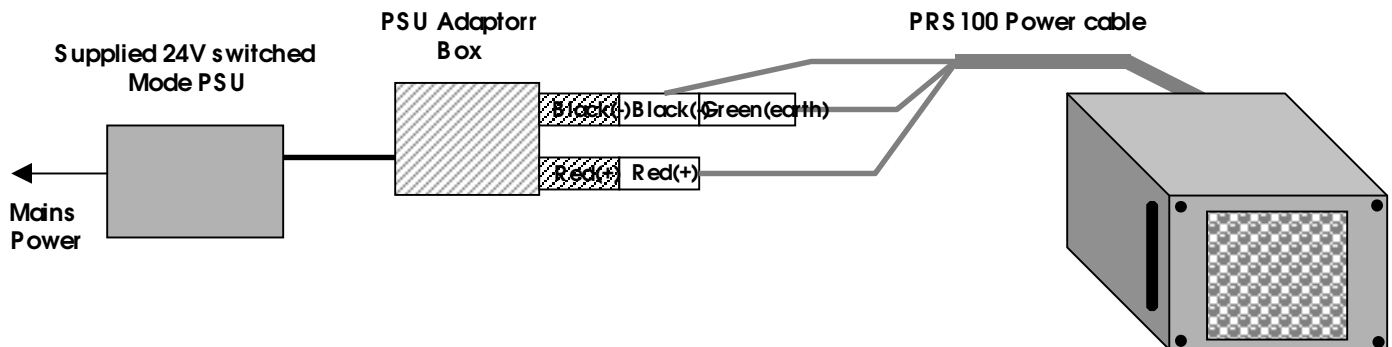 PSU Adaptorr
Box
PRS100 Power cable
Supplied 24V switched
Mode PSU
Black(-) Black(-) Green(earth)
Red(+) Red(+)
Mains
Power